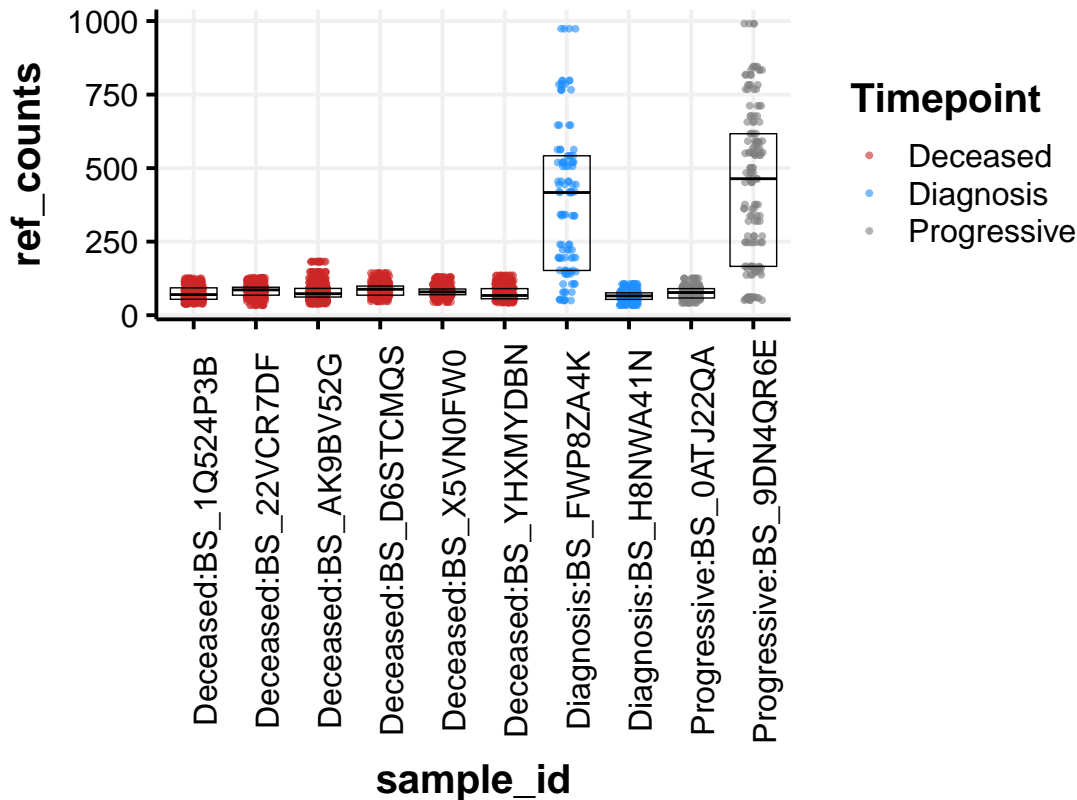 ref_counts
1000
750
500
250
0
Deceased:BS_1Q524P3B
Deceased:BS_22VCR7DF
Deceased:BS_AK9BV52G
Deceased:BS_D6STCMQS
Deceased:BS_X5VN0FW0
Deceased:BS_YHXMYDBN
Diagnosis:BS_FWP8ZA4K
Diagnosis:BS_H8NWA41N
Progressive:BS_0ATJ22QA
Progressive:BS_9DN4QR6E
sample_id
Timepoint
Deceased
Diagnosis
Progressive